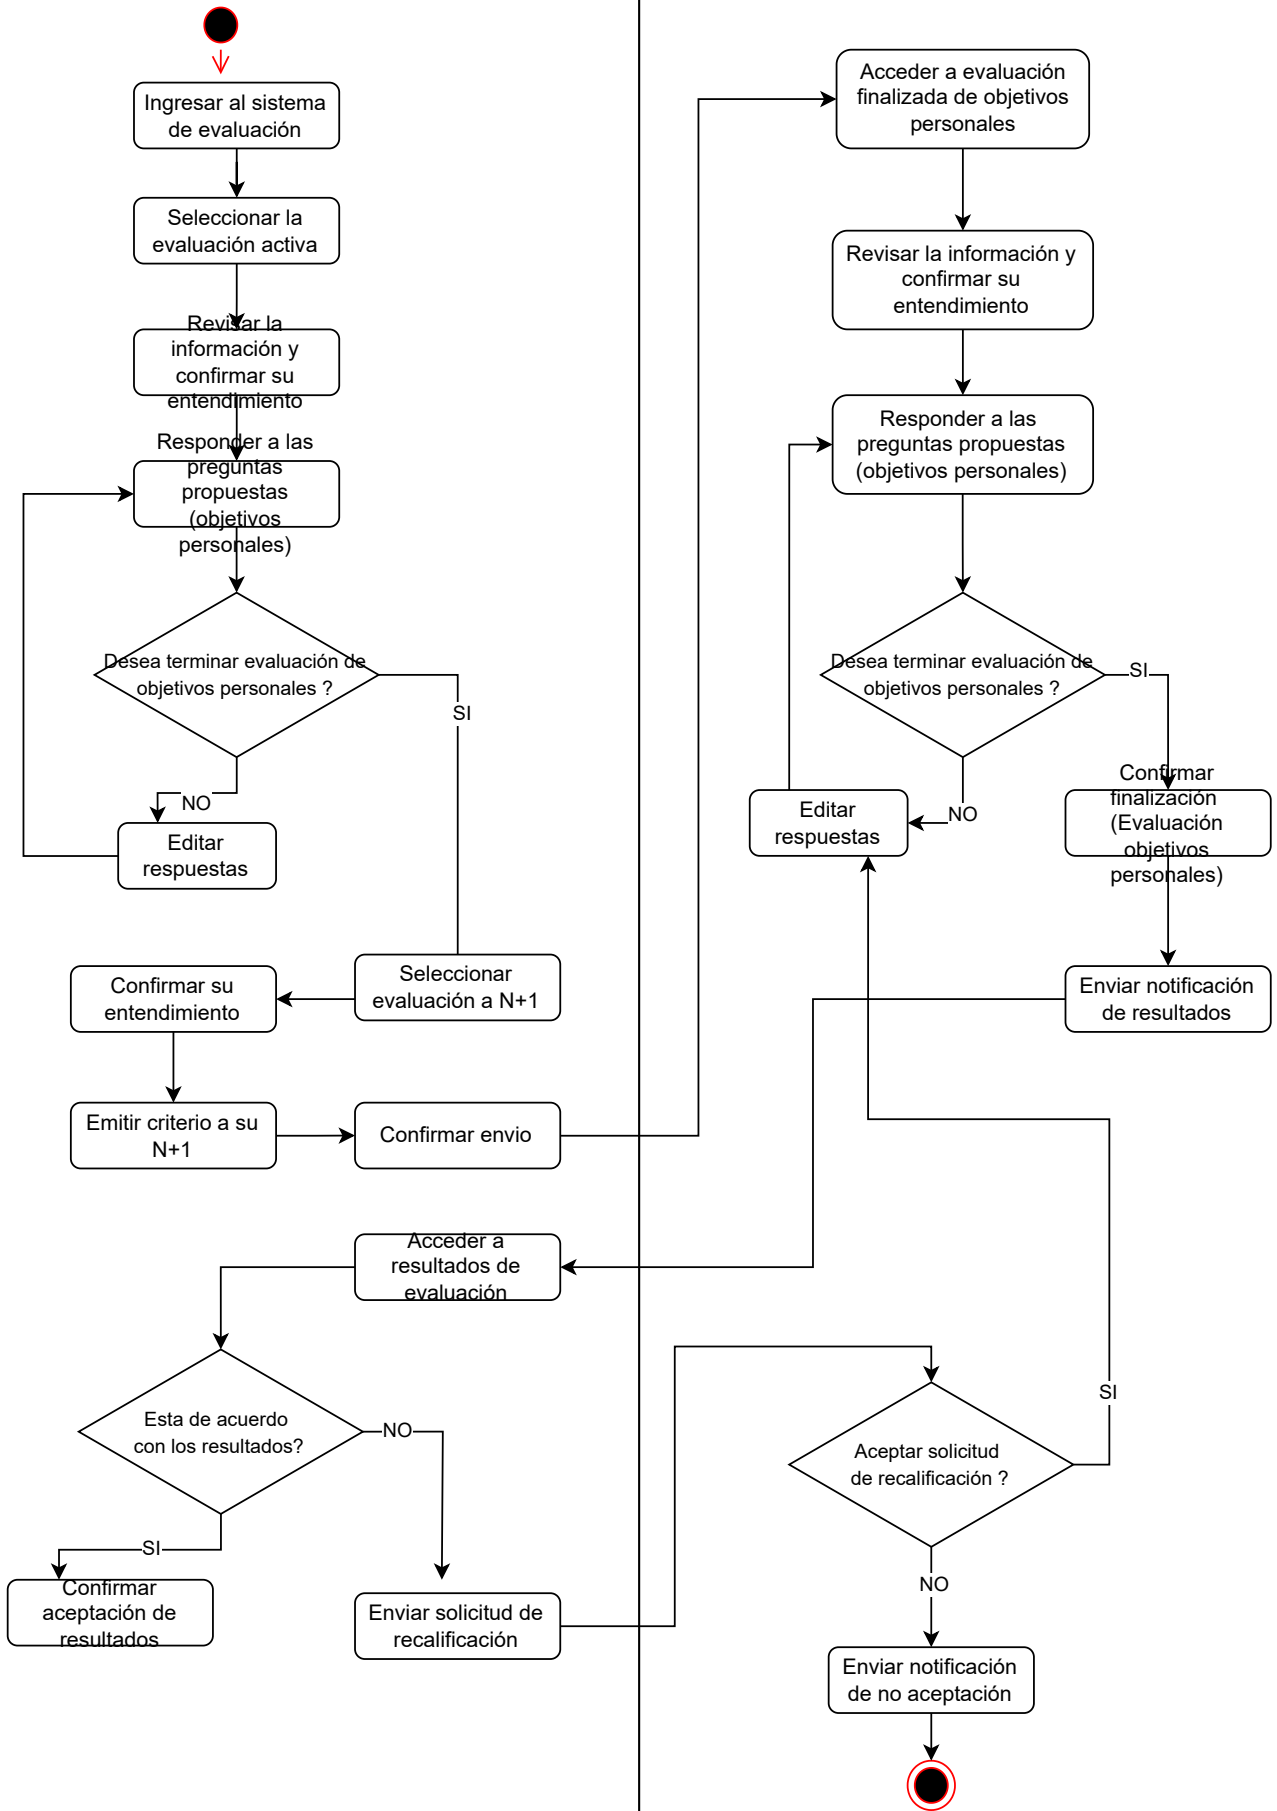 Ingresar al sistema
de evaluación
Seleccionar la
evaluación activa
Revisar la
información y
confirmar su
entendimiento
Responder a las
preguntas
propuestas
(objetivos
personales)
Desea terminar evaluación de
objetivos personales ?
SI
NO
Editar
respuestas
Seleccionar
evaluación a N+1
Confirmar su
entendimiento
Emitir criterio a su
N+1
Confirmar envio
Acceder a
resultados de
evaluación
Esta de acuerdo
con los resultados?
NO
SI
Confirmar
aceptación de
resultados
Enviar solicitud de
recalificación
Acceder a evaluación
finalizada de objetivos
personales
Revisar la información y
confirmar su
entendimiento
Responder a las
preguntas propuestas
(objetivos personales)
Desea terminar evaluación de
objetivos personales ?
SI
NO
Editar
respuestas
Confirmar
finalización
(Evaluación
objetivos
personales)
Enviar notificación
de resultados
SI
Aceptar solicitud
de recalificación ?
NO
Enviar notificación
de no aceptación